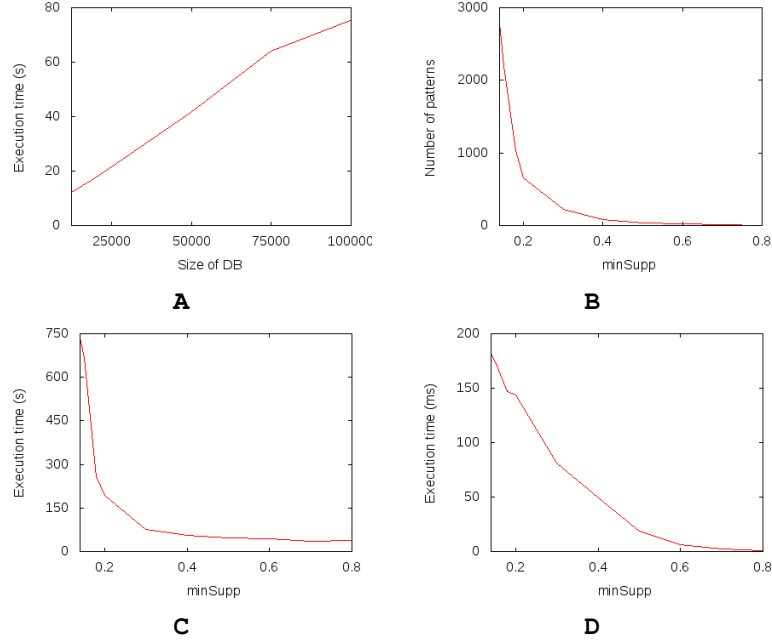 80
60
40
20
0
Execution time (s)
25000 50000 75000 100000
Size of DB
A
3000
2000
1000
0
Number of patterns
0.2 0.4 0.6 0.8
minSupp
B
750
600
450
300
150
0
Execution time (s)
0.2 0.4 0.6 0.8
minSupp
C
200
150
100
50
0
Execution time (ms)
0.2 0.4 0.6 0.8
minSupp
D